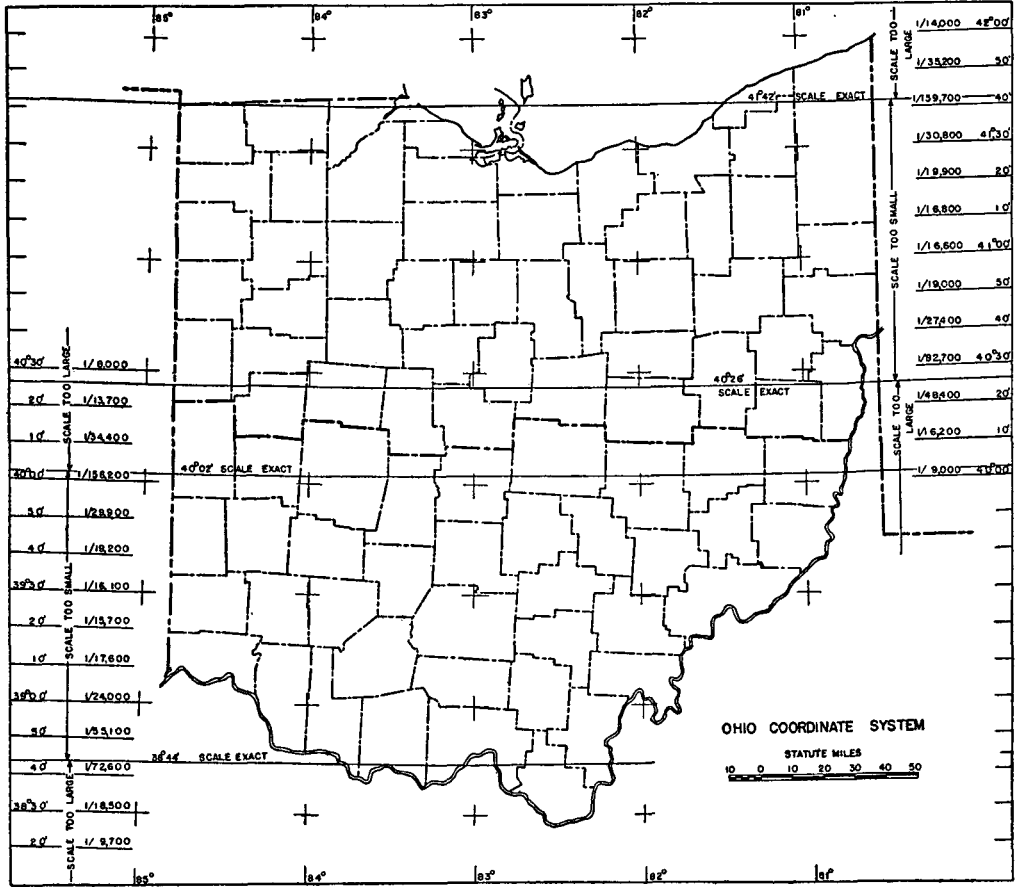 85° 84° 83° 82° 81°
1/14,000 42°00'
SCALE TOO LARGE
1/35,200 50'
41°42' SCALE EXACT
1/159,700 40'
1/30,800 41°30'
1/19,900 20'
1/16,800 10'
SCALE TOO SMALL
1/16,600 41°00'
1/19,000 50'
1/27,400 40'
1/92,700 40°30'
40°26'
SCALE EXACT
1/48,400 20'
SCALE TOO LARGE
1/16,200 10'
1/9,000 40°00'
40°30' 1/8,000
SCALE TOO LARGE
20' 1/13,700
10' 1/34,400
40°02' SCALE EXACT
40°00' 1/156,200
50' 1/29,900
40' 1/19,200
SCALE TOO SMALL
39°30' 1/16,100
20' 1/15,700
10' 1/17,600
39°00' 1/24,000
50' 1/55,100
38°44' SCALE EXACT
40' 1/72,600
SCALE TOO LARGE
38°30' 1/18,500
20' 1/9,700
OHIO COORDINATE SYSTEM
STATUTE MILES
10 0 10 20 30 40 50
85° 84° 83° 82° 81°